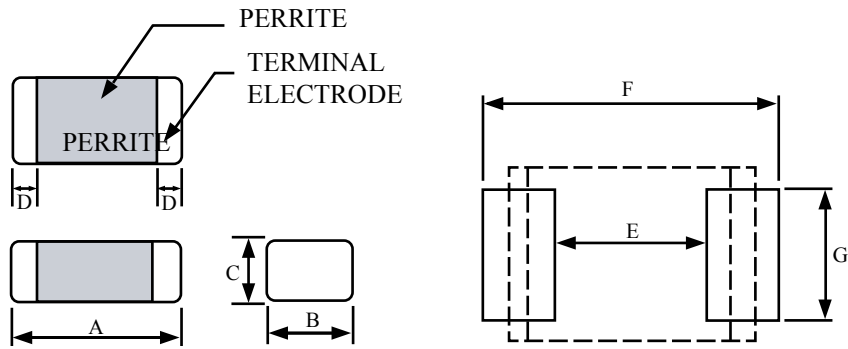 PERRITE
TERMINAL
ELECTRODE
PERRITE
D
D
A
C
B
F
E
G